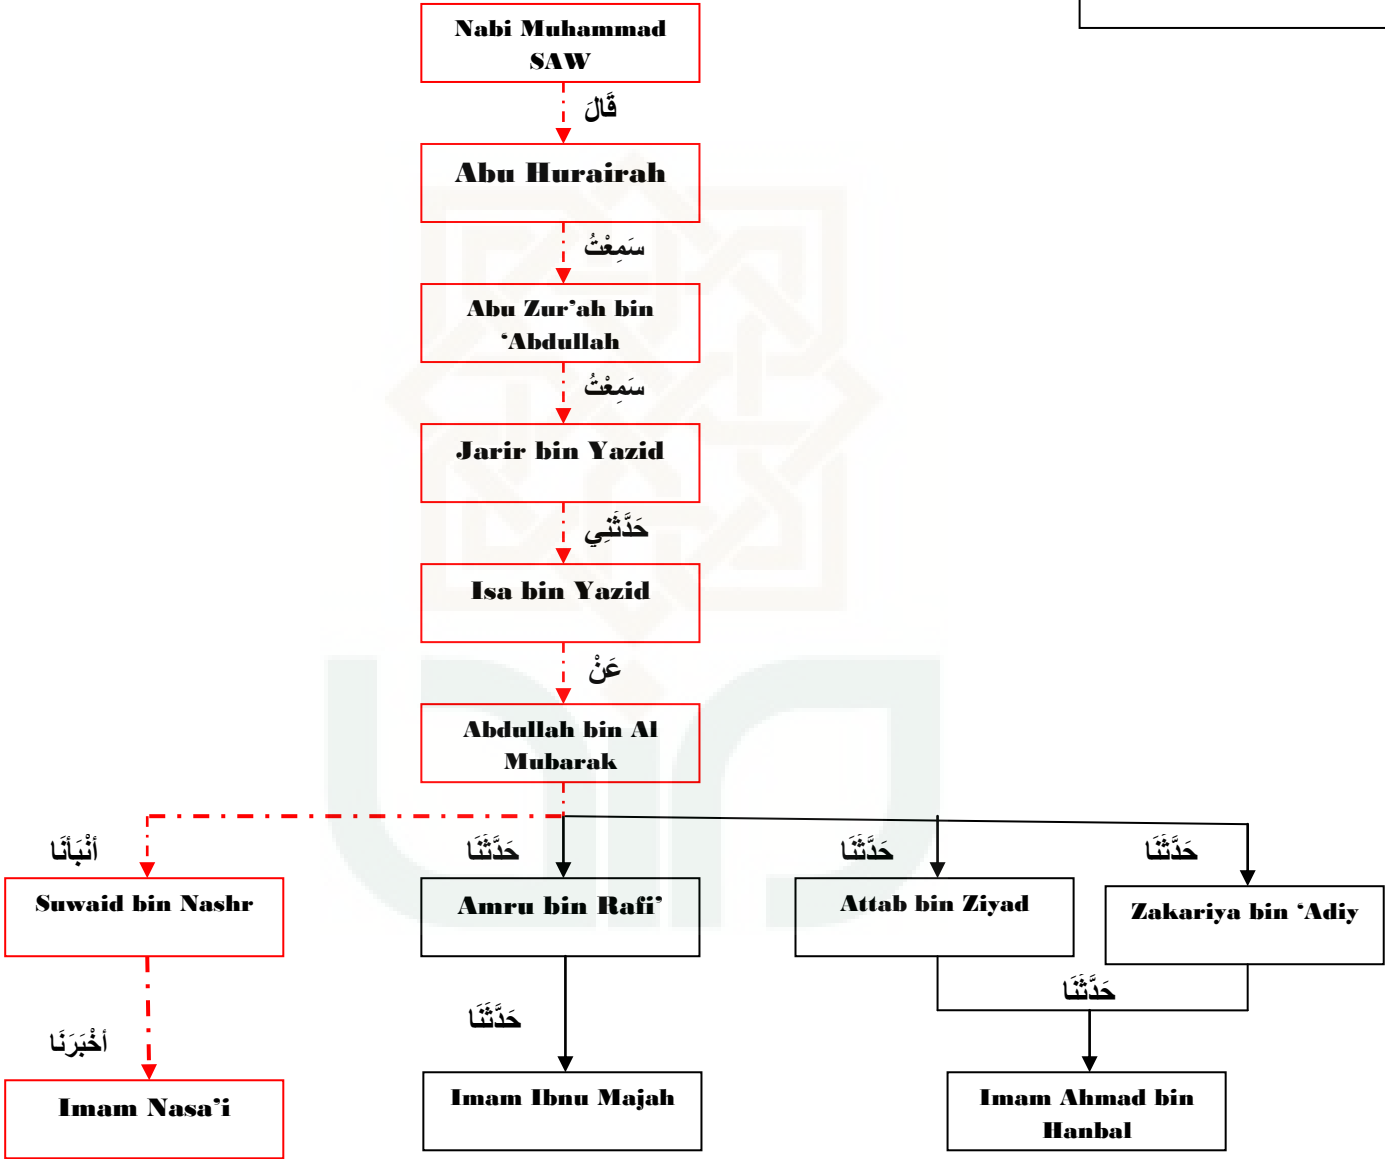 Nabi Muhammad
SAW
قَالَ
Abu Hurairah
سَمِعْتُ
Abu Zur’ah bin
‘Abdullah
سَمِعْتُ
Jarir bin Yazid
حَدَّثَنِي
Isa bin Yazid
عَنْ
Abdullah bin Al
Mubarak
أَنْبَأَنَا
حَدَّثَنَا
حَدَّثَنَا
حَدَّثَنَا
Suwaid bin Nashr
Amru bin Rafi’
Attab bin Ziyad
Zakariya bin ‘Adiy
أَخْبَرَنَا
حَدَّثَنَا
حَدَّثَنَا
Imam Nasa’i
Imam Ibnu Majah
Imam Ahmad bin
Hanbal